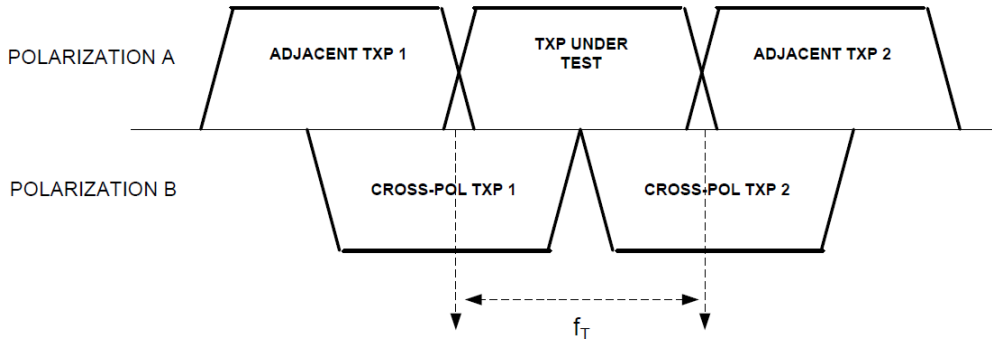 POLARIZATION A
ADJACENT TXP 1
TXP UNDER
TEST
ADJACENT TXP 2
POLARIZATION B
CROSS-POL TXP 1
CROSS-POL TXP 2
fT